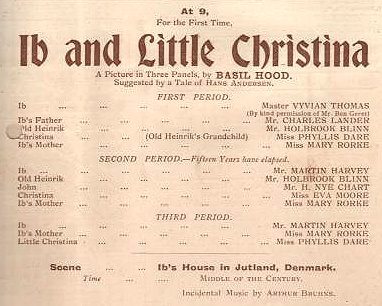 At 9,
For the First Time,
Ib and Little Christina
A Picture in Three Panels, by BASIL HOOD.
Suggested by a Tale of HANS ANDERSEN.
FIRST PERIOD.
Ib ... ... ... ... ... ... Master VYVIAN THOMAS
(By kind permission of Mr. Ben Greet)
Ib's Father ... ... ... ... ... Mr. CHARLES LANDER
Old Heinrik ... ... ... ... ... Mr. HOLBROOK BLINN
Christina ... ... (Old Heinrik's Grandchild) ... Miss PHYLLIS DARE
Ib's Mother ... ... ... ... ... Miss MARY RORKE
SECOND PERIOD.—Fifteen Years have elapsed.
Ib ... ... ... ... ... ... Mr. MARTIN HARVEY
Old Heinrik ... ... ... ... ... Mr. HOLBROOK BLINN
John ... ... ... ... ... Mr. H. NYE CHART
Christina ... ... ... ... ... Miss EVA MOORE
Ib's Mother ... ... ... ... ... Miss MARY RORKE
THIRD PERIOD.
Ib ... ... ... ... ... ... Mr. MARTIN HARVEY
Ib's Mother ... ... ... ... ... Miss MARY RORKE
Little Christina ... ... ... ... ... Miss PHYLLIS DARE
Scene ... ... Ib's House in Jutland, Denmark.
Time ... ... MIDDLE OF THE CENTURY.
Incidental Music by ARTHUR BRUHNS.